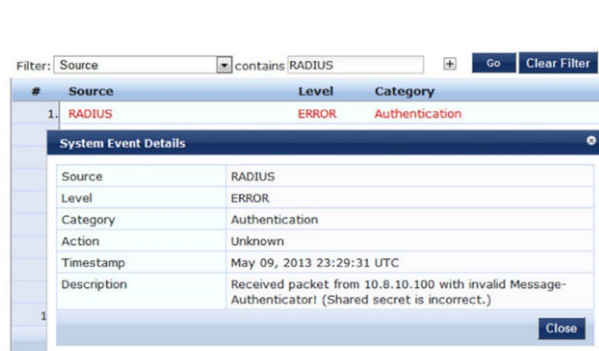 Filter: Source contains RADIUS + Go Clear Filter
# Source Level Category
1. RADIUS ERROR Authentication
System Event Details
Source RADIUS
Level ERROR
Category Authentication
Action Unknown
Timestamp May 09, 2013 23:29:31 UTC
Description Received packet from 10.8.10.100 with invalid Message-
Authenticator! (Shared secret is incorrect.)
1
Close